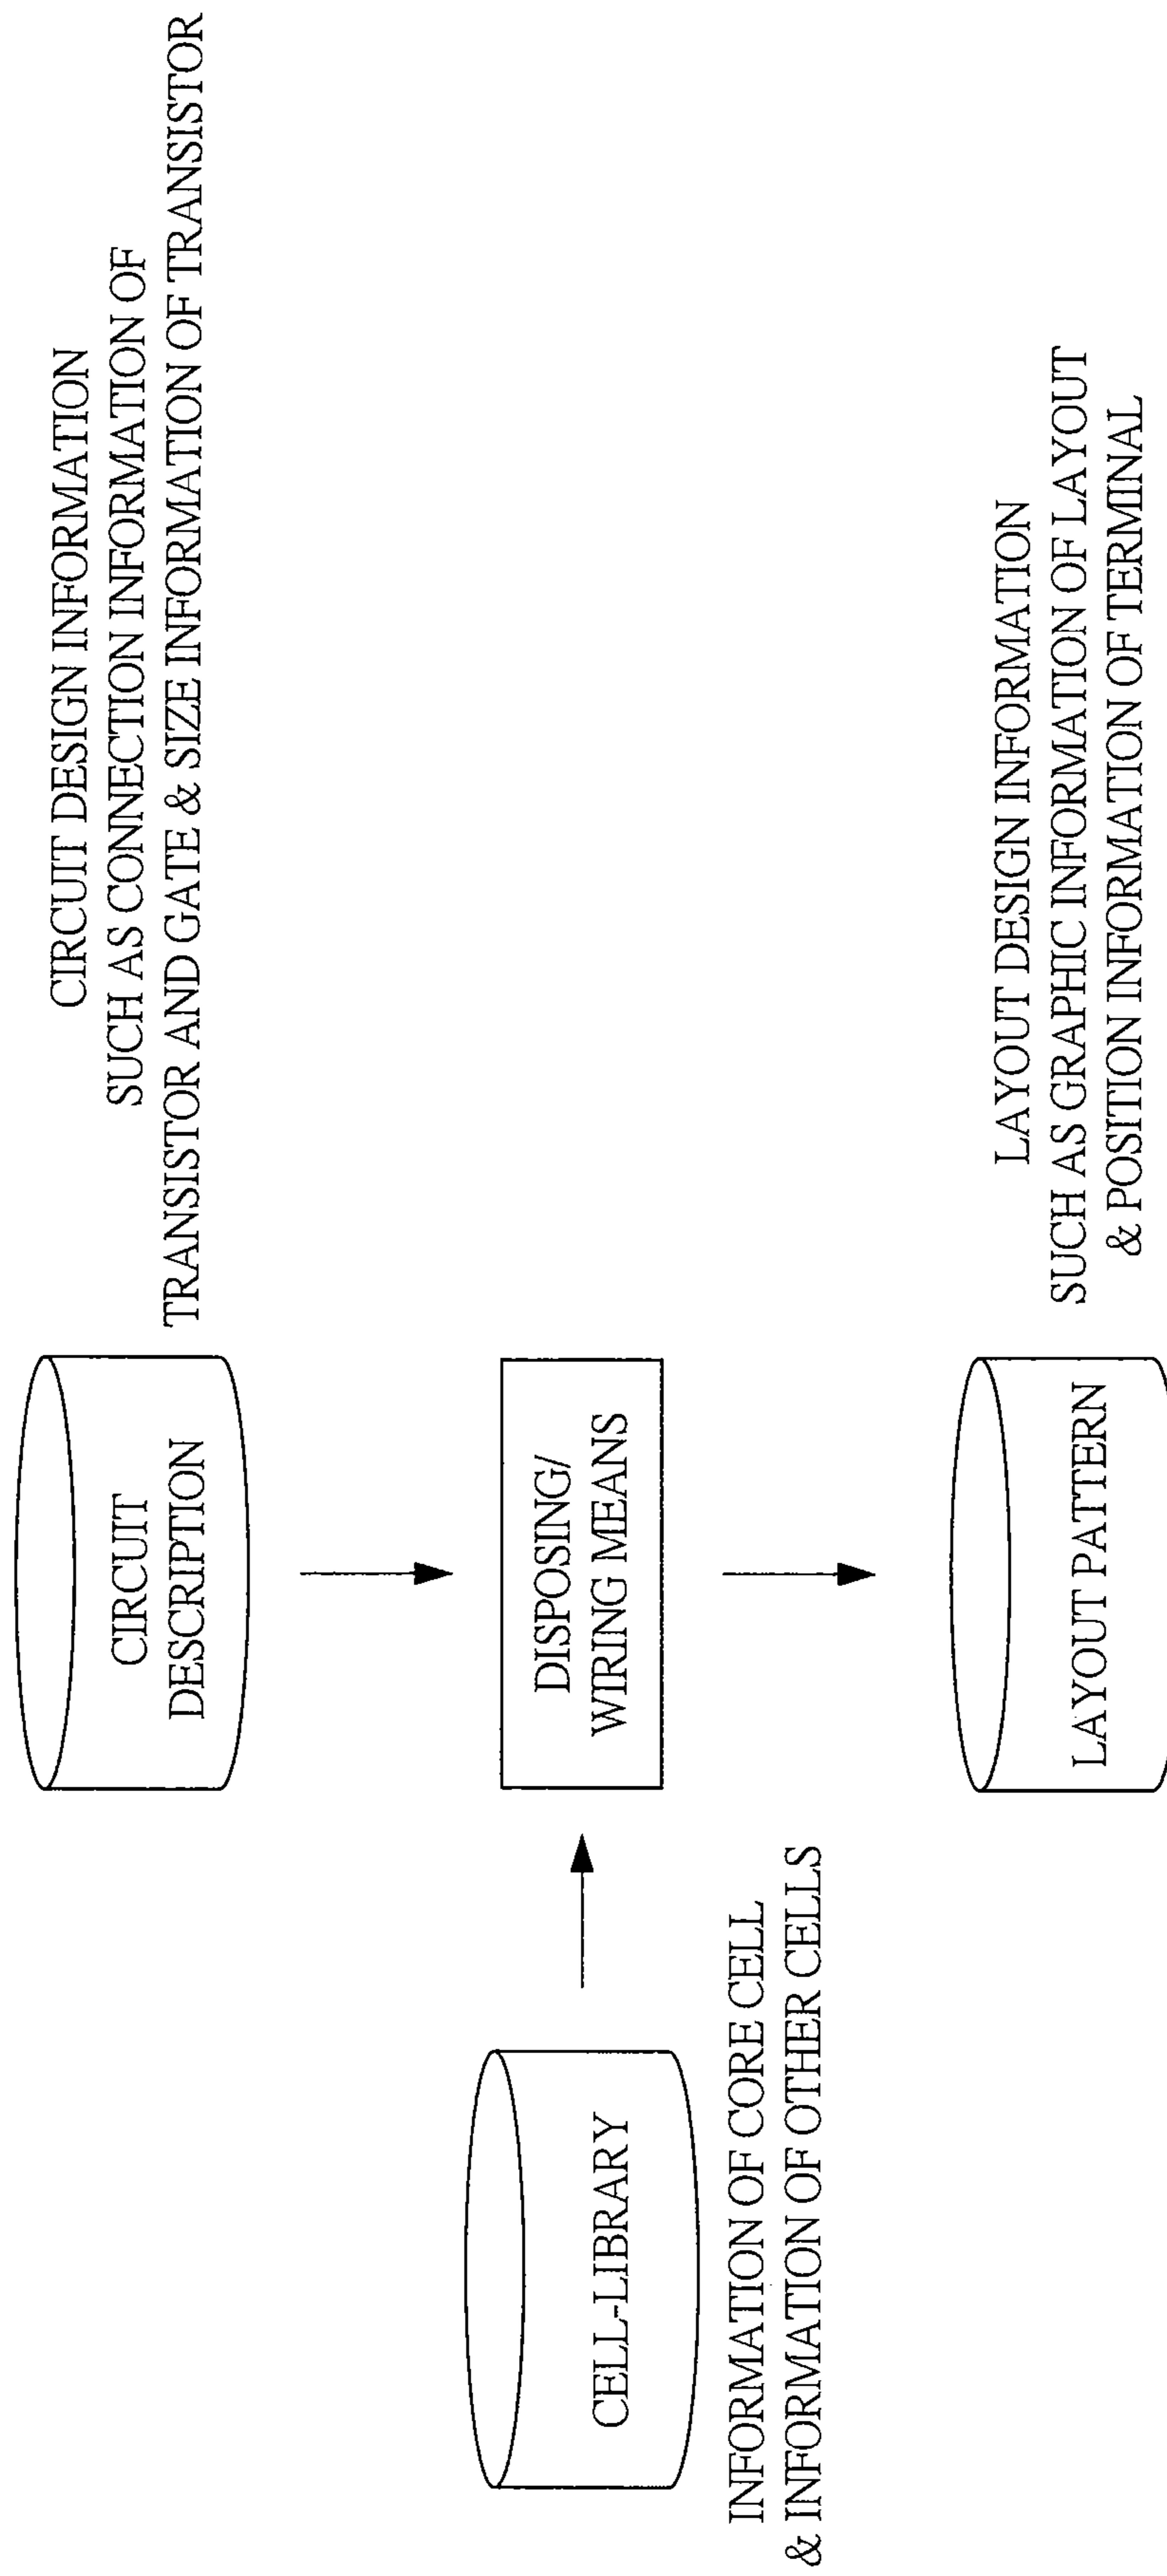 CIRCUIT
DESCRIPTION
CIRCUIT DESIGN INFORMATION
SUCH AS CONNECTION INFORMATION OF
TRANSISTOR AND GATE & SIZE INFORMATION OF TRANSISTOR
CELL-LIBRARY
INFORMATION OF CORE CELL
& INFORMATION OF OTHER CELLS
DISPOSING/
WIRING MEANS
LAYOUT PATTERN
LAYOUT DESIGN INFORMATION
SUCH AS GRAPHIC INFORMATION OF LAYOUT
& POSITION INFORMATION OF TERMINAL